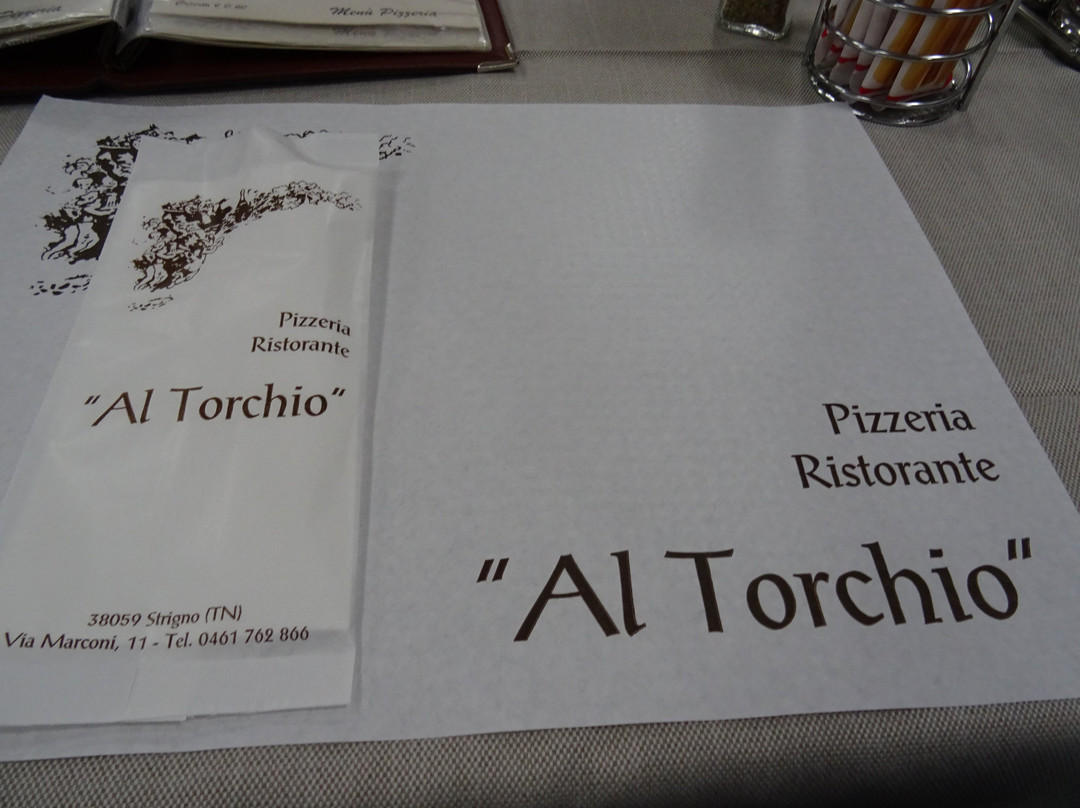 Pizzeria
Menù Pizzeria
Pizzeria
Ristorante
"Al Torchio"
38059 Strigno (TN)
Via Marconi, 11 - Tel. 0461 762 866
Pizzeria
Ristorante
"Al Torchio"